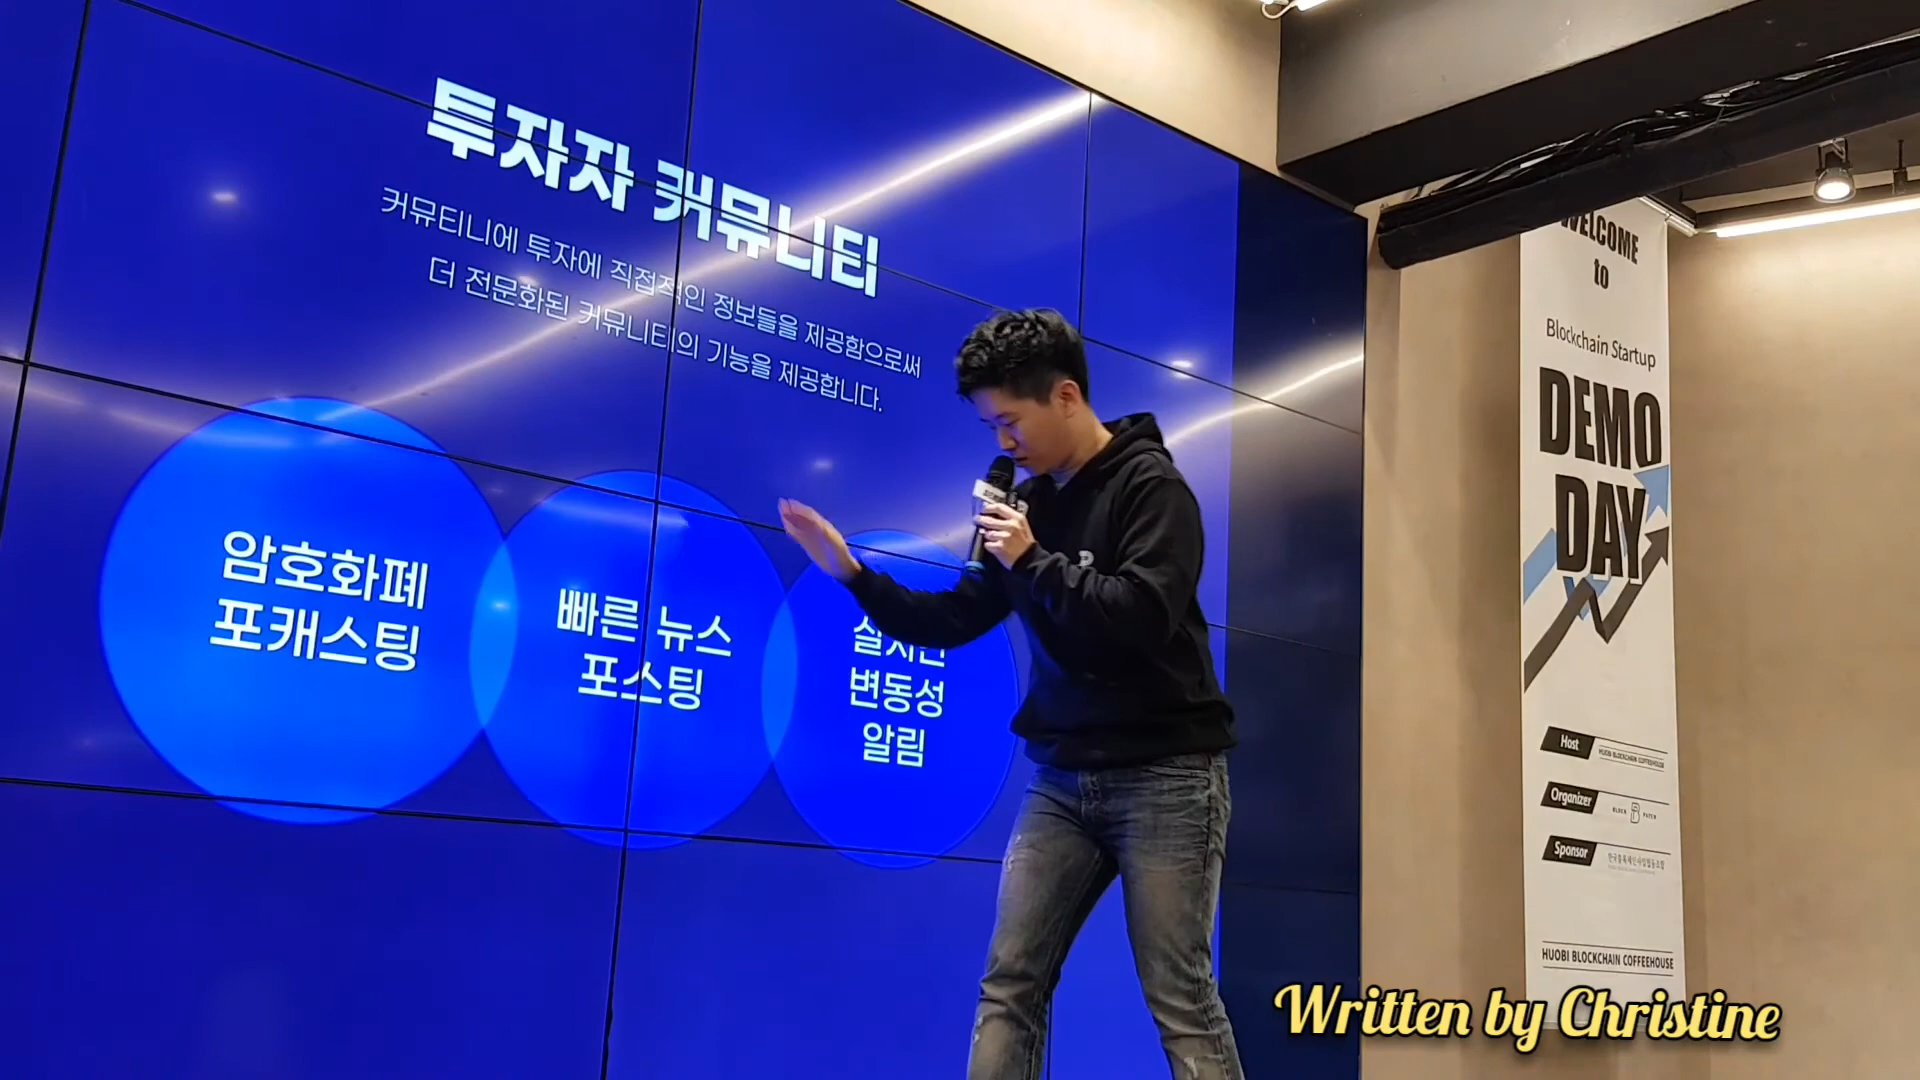 투자자 커뮤니티
커뮤니티에 투자에 직접적인 정보들을 제공함으로써
더 전문화된 커뮤니티의 기능을 제공합니다.
암호화폐
포캐스팅
빠른 뉴스
포스팅
변동성
알림
WELCOME
to
Blockchain Startup
DEMO
DAY
Host
HUOBI BLOCKCHAIN COFFEEHOUSE
Organizer
BLOCK
Sponsor
HUOBI BLOCKCHAIN COFFEEHOUSE
Written by Christine